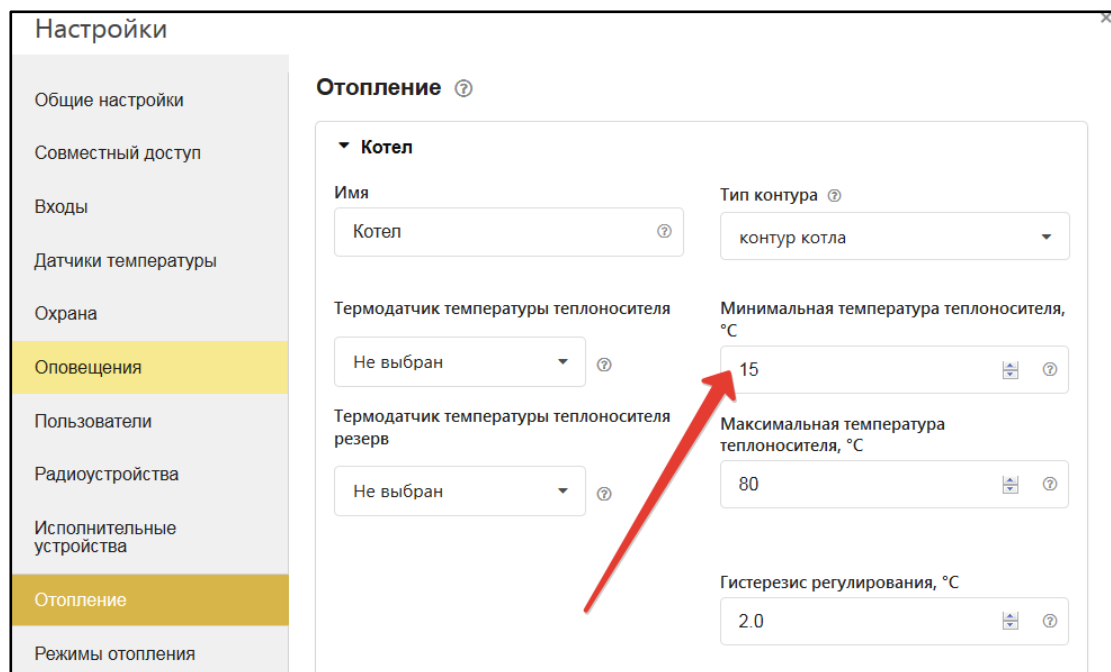 Настройки
Общие настройки
Совместный доступ
Входы
Датчики температуры
Охрана
Оповещения
Пользователи
Радиоустройства
Исполнительные
устройства
Отопление
Режимы отопления
Отопление ?
Котел
Имя
Котел ?
Тип контура ?
контур котла
Термодатчик температуры теплоносителя
Не выбран ?
Минимальная температура теплоносителя,
°C
15 ?
Термодатчик температуры теплоносителя
резерв
Не выбран ?
Максимальная температура
теплоносителя, °C
80 ?
Гистерезис регулирования, °C
2.0 ?